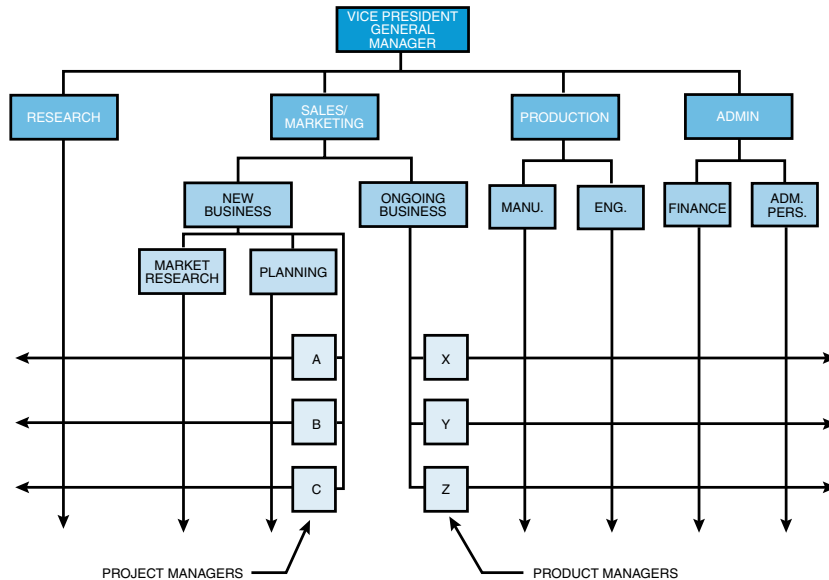 VICE PRESIDENT
GENERAL
MANAGER
RESEARCH
SALES/
MARKETING
PRODUCTION
ADMIN
NEW
BUSINESS
ONGOING
BUSINESS
MANU.
ENG.
FINANCE
ADM.
PERS.
MARKET
RESEARCH
PLANNING
A
X
B
Y
C
Z
PROJECT MANAGERS
PRODUCT MANAGERS